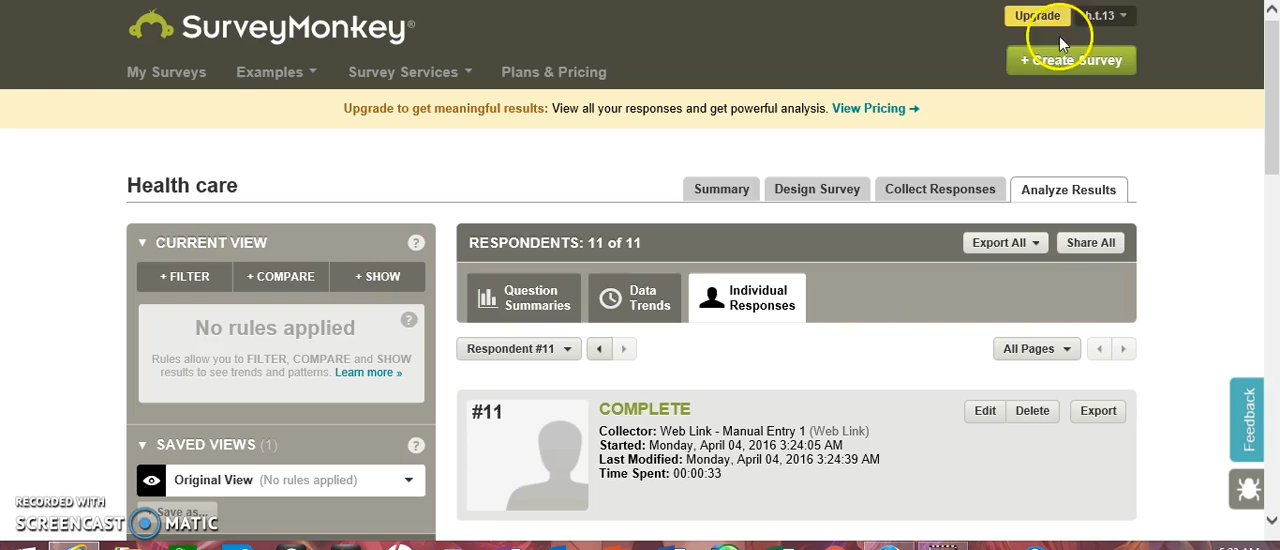 SurveyMonkey®
Upgrade
h.t.13
My Surveys Examples Survey Services Plans & Pricing
+ Create Survey
Upgrade to get meaningful results: View all your responses and get powerful analysis. View Pricing →
Health care
Summary Design Survey Collect Responses Analyze Results
CURRENT VIEW ?
+ FILTER + COMPARE + SHOW
No rules applied ?
Rules allow you to FILTER, COMPARE and SHOW
results to see trends and patterns. Learn more »
SAVED VIEWS (1) ?
Original View (No rules applied)
+ Save as...
RESPONDENTS: 11 of 11
Export All Share All
Question
Summaries
Data
Trends
Individual
Responses
Respondent #11
All Pages
#11
COMPLETE
Edit Delete Export
Collector: Web Link - Manual Entry 1 (Web Link)
Started: Monday, April 04, 2016 3:24:05 AM
Last Modified: Monday, April 04, 2016 3:24:39 AM
Time Spent: 00:00:33
Feedback
RECORDED WITH
SCREENCAST MATIC